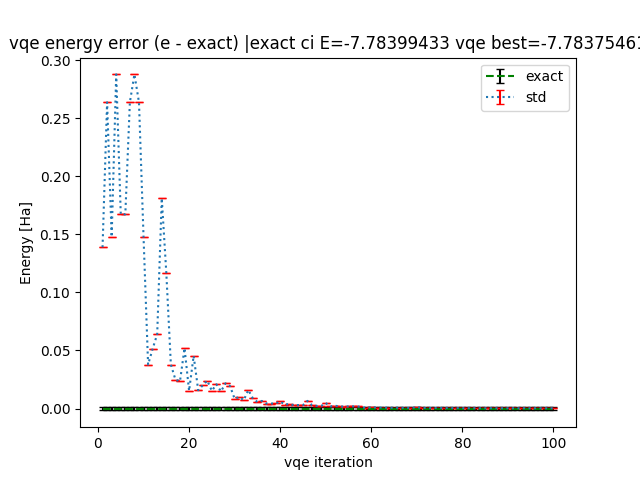 vqe energy error (e - exact) |exact ci E=-7.78399433 vqe best=-7.78375461
exact
std
0.30
0.25
0.20
0.15
0.10
0.05
0.00
Energy [Ha]
0 20 40 60 80 100
vqe iteration